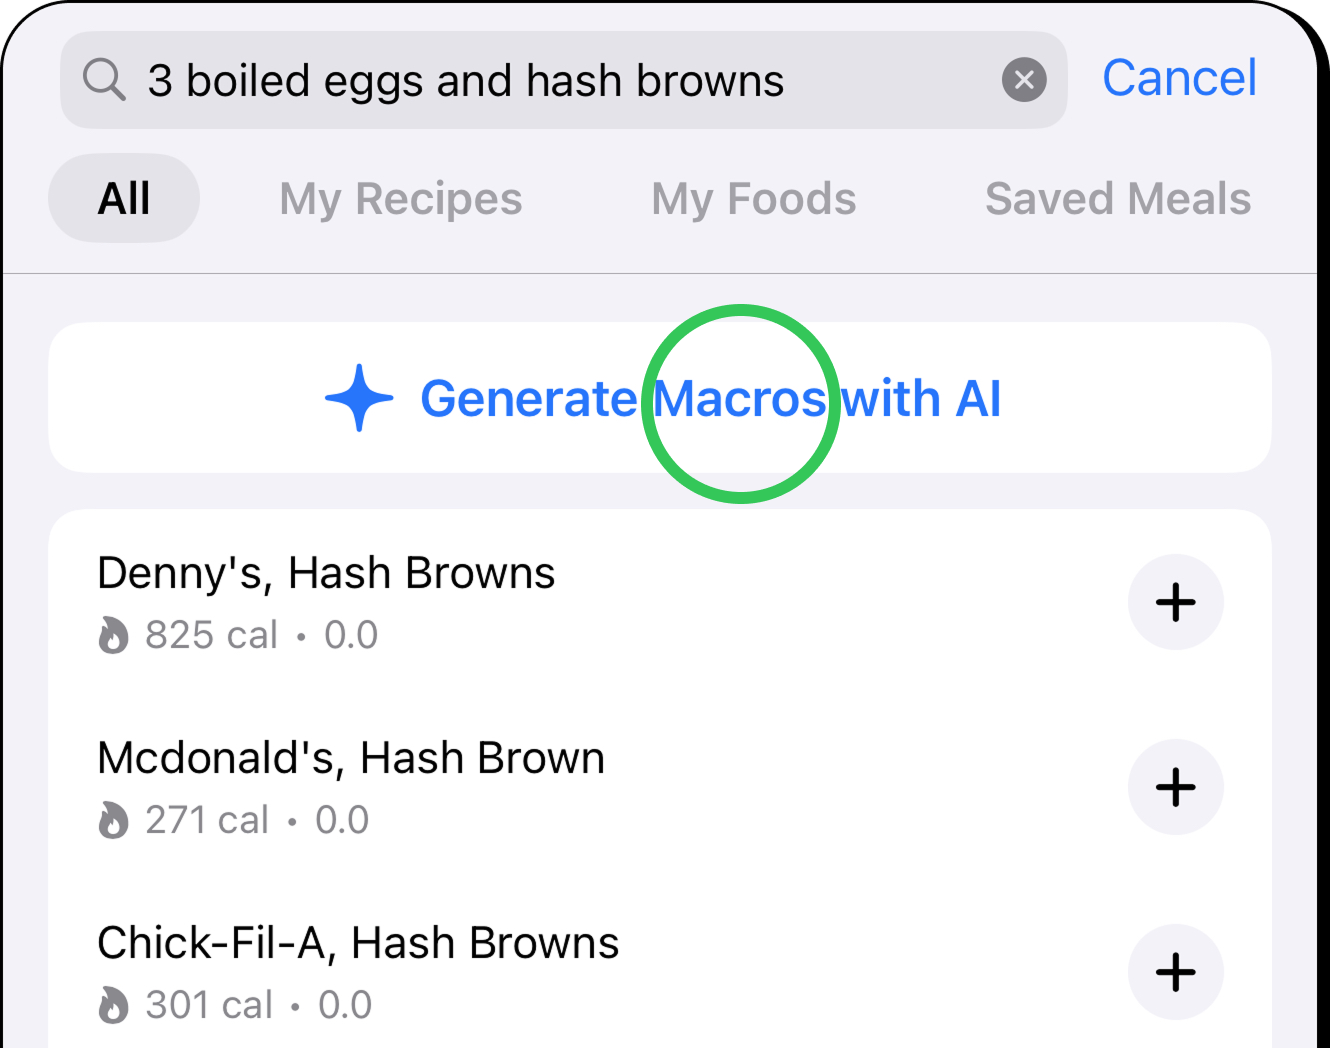 3 boiled eggs and hash browns
Cancel
All
My Recipes
My Foods
Saved Meals
Generate Macros with AI
Denny's, Hash Browns
825 cal • 0.0
Mcdonald's, Hash Brown
271 cal • 0.0
Chick-Fil-A, Hash Browns
301 cal • 0.0